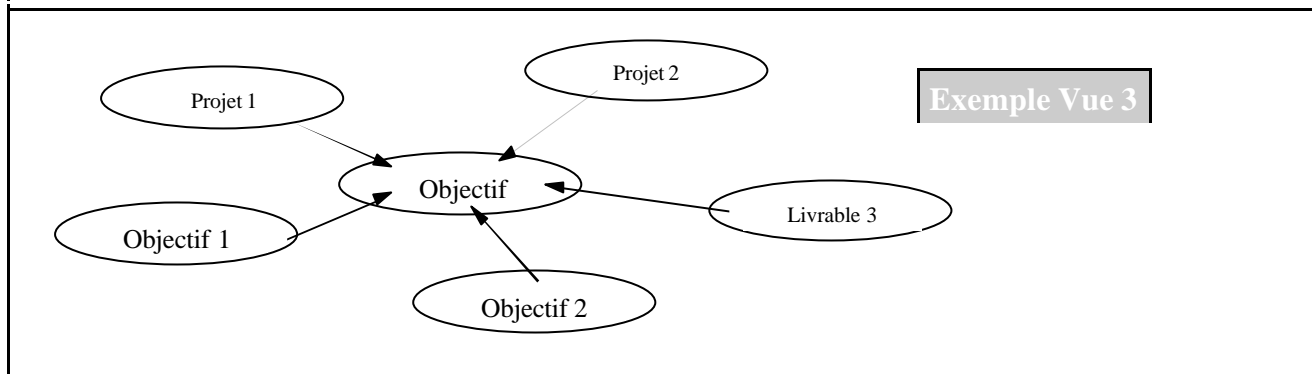 Projet 1
Projet 2
Exemple Vue 3
Objectif
Objectif 1
Livrable 3
Objectif 2